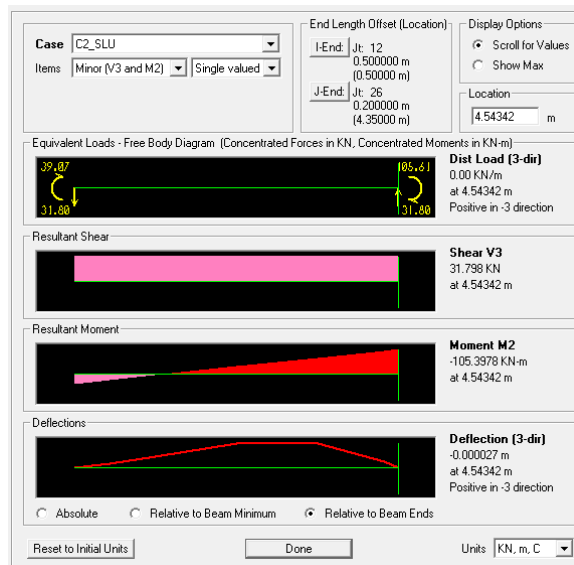 Case C2_SLU
Items Minor (V3 and M2) Single valued
End Length Offset (Location)
I-End: Jt: 12
0.500000 m
(0.50000 m)
J-End: Jt: 26
0.200000 m
(4.35000 m)
Display Options
Scroll for Values
Show Max
Location
4.54342 m
Equivalent Loads - Free Body Diagram (Concentrated Forces in KN, Concentrated Moments in KN-m)
39.07
31.80
31.80
Dist Load (3-dir)
0.00 KN/m
at 4.54342 m
Positive in -3 direction
Resultant Shear
Shear V3
31.798 KN
at 4.54342 m
Resultant Moment
Moment M2
-105.3978 KN-m
at 4.54342 m
Deflections
Deflection (3-dir)
-0.000027 m
at 4.54342 m
Positive in -3 direction
Absolute Relative to Beam Minimum Relative to Beam Ends
Reset to Initial Units Done Units KN, m, C